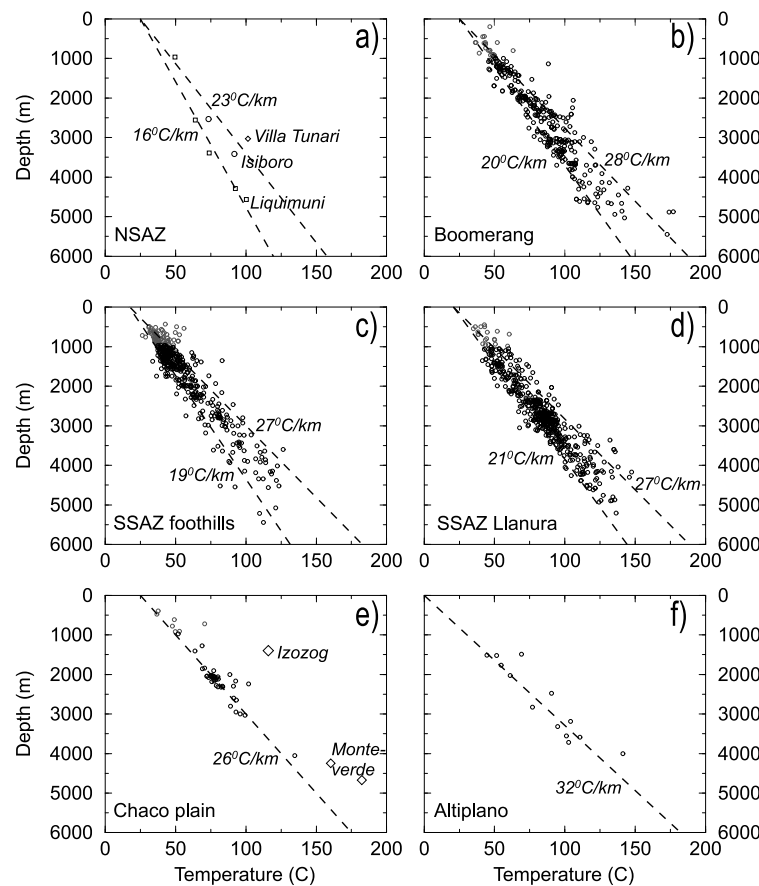 0
1000
2000
3000
4000
5000
6000
Depth (m)
0 50 100 150 200
a)
23⁰C/km
16⁰C/km
Villa Tunari
Isiboro
Liquimuni
NSAZ
0
1000
2000
3000
4000
5000
6000
Depth (m)
0 50 100 150 200
b)
20⁰C/km
28⁰C/km
Boomerang
0
1000
2000
3000
4000
5000
6000
Depth (m)
0 50 100 150 200
c)
27⁰C/km
19⁰C/km
SSAZ foothills
0
1000
2000
3000
4000
5000
6000
Depth (m)
0 50 100 150 200
d)
21⁰C/km
27⁰C/km
SSAZ Llanura
0
1000
2000
3000
4000
5000
6000
Depth (m)
0 50 100 150 200
Temperature (C)
e)
Izozog
26⁰C/km
Monte-
verde
Chaco plain
0
1000
2000
3000
4000
5000
6000
Depth (m)
0 50 100 150 200
Temperature (C)
f)
32⁰C/km
Altiplano